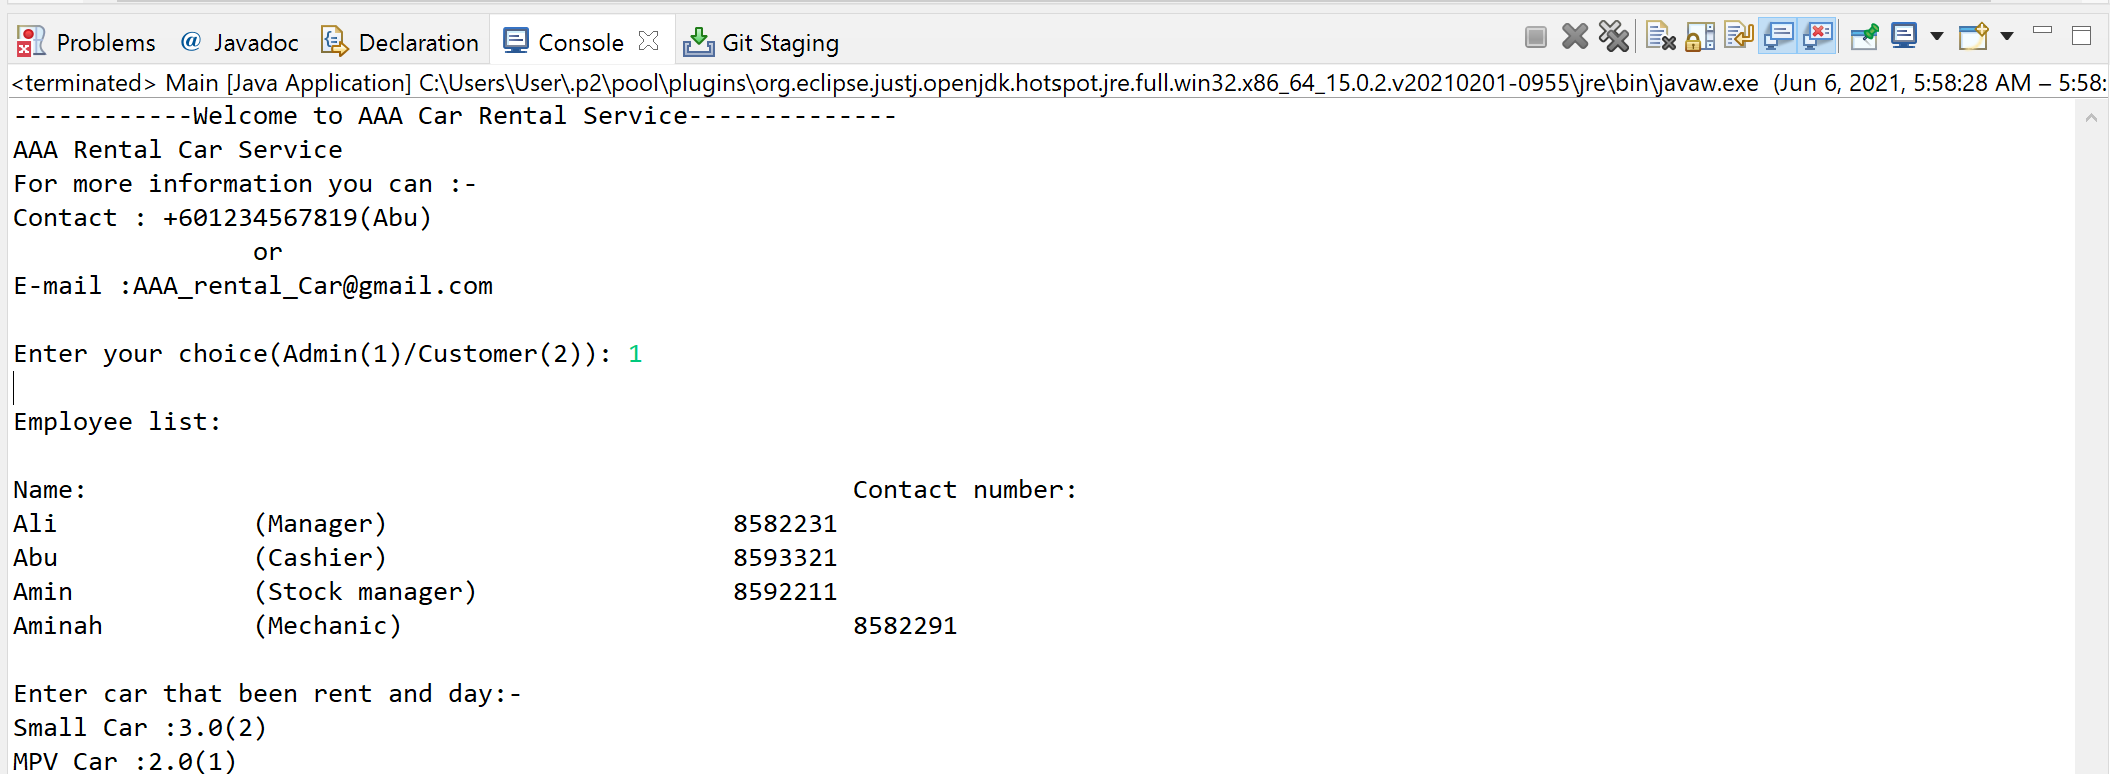 Problems @ Javadoc Declaration Console Git Staging
<terminated> Main [Java Application] C:\Users\User\.p2\pool\plugins\org.eclipse.justj.openjdk.hotspot.jre.full.win32.x86_64_15.0.2.v20210201-0955\jre\bin\javaw.exe (Jun 6, 2021, 5:58:28 AM – 5:58:
------------Welcome to AAA Car Rental Service--------------
AAA Rental Car Service
For more information you can :-
Contact : +601234567819(Abu)
or
E-mail :AAA_rental_Car@gmail.com
Enter your choice(Admin(1)/Customer(2)): 1
Employee list:
Name: Contact number:
Ali (Manager) 8582231
Abu (Cashier) 8593321
Amin (Stock manager) 8592211
Aminah (Mechanic) 8582291
Enter car that been rent and day:-
Small Car :3.0(2)
MPV Car :2.0(1)